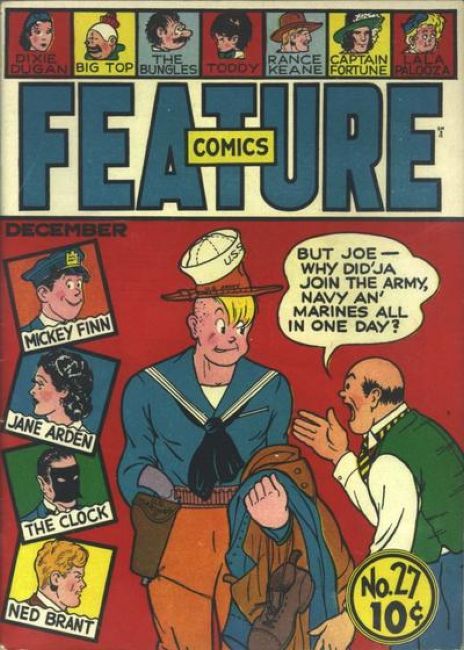 DIXIE DUGAN
BIG TOP
THE BUNGLES
TODDY
RANCE KEANE
CAPTAIN FORTUNE
LALA PALOOZA
FEATURE
COMICS
DECEMBER
U.S.
BUT JOE—
WHY DID'JA
JOIN THE ARMY,
NAVY AN'
MARINES ALL
IN ONE DAY?
MICKEY FINN
JANE ARDEN
THE CLOCK
NED BRANT
No. 27
10¢